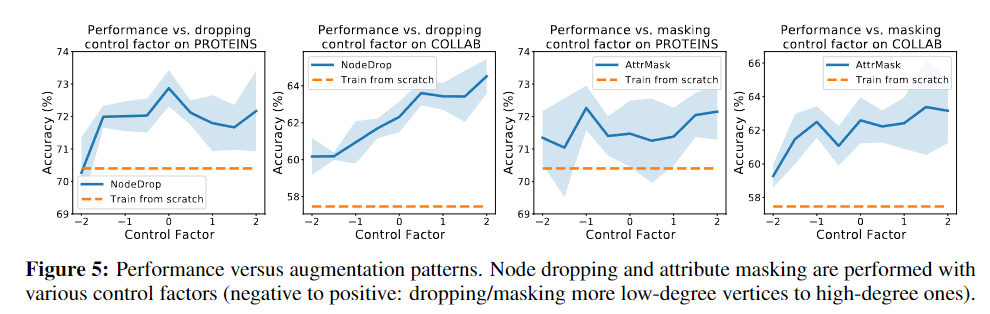 Performance vs. dropping
control factor on PROTEINS
74
73
72
71
70
69
Accuracy (%)
NodeDrop
Train from scratch
−2
−1
0
1
2
Control Factor
Performance vs. dropping
control factor on COLLAB
64
62
60
58
Accuracy (%)
NodeDrop
Train from scratch
−2
−1
0
1
2
Control Factor
Performance vs. masking
control factor on PROTEINS
74
73
72
71
70
69
Accuracy (%)
AttrMask
Train from scratch
−2
−1
0
1
2
Control Factor
Performance vs. masking
control factor on COLLAB
66
64
62
60
58
Accuracy (%)
AttrMask
Train from scratch
−2
−1
0
1
2
Control Factor
Figure 5: Performance versus augmentation patterns. Node dropping and attribute masking are performed with
various control factors (negative to positive: dropping/masking more low-degree vertices to high-degree ones).